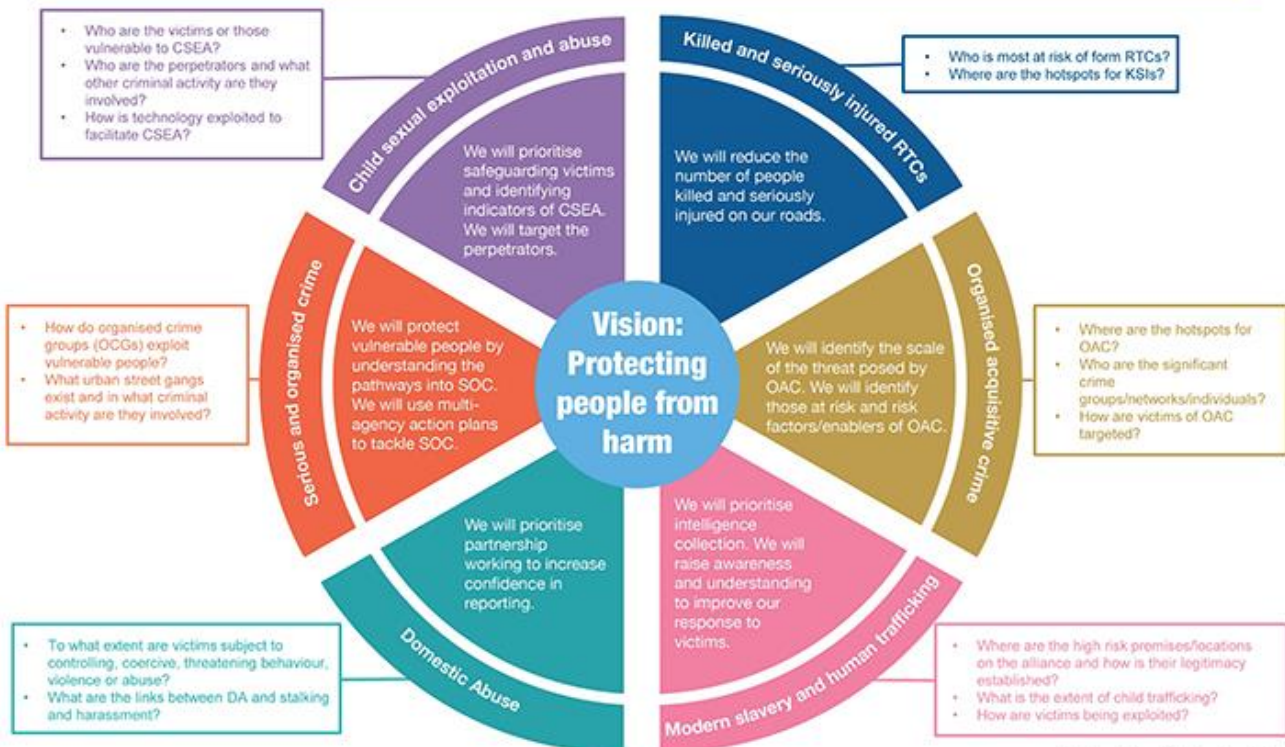 • Who are the victims or those
vulnerable to CSEA?
• Who are the perpetrators and what
other criminal activity are they
involved?
• How is technology exploited to
facilitate CSEA?
Child sexual exploitation and abuse
We will prioritise
safeguarding victims
and identifying
indicators of CSEA.
We will target the
perpetrators.
Killed and seriously injured RTCs
We will reduce the
number of people
killed and seriously
injured on our roads.
• Who is most at risk of form RTCs?
• Where are the hotspots for KSIs?
• How do organised crime
groups (OCGs) exploit
vulnerable people?
• What urban street gangs
exist and in what criminal
activity are they involved?
Serious and organised crime
We will protect
vulnerable people by
understanding the
pathways into SOC.
We will use multi-
agency action plans
to tackle SOC.
Vision:
Protecting
people from
harm
We will identify the scale
of the threat posed by
OAC. We will identify
those at risk and risk
factors/enablers of OAC.
Organised acquisitive crime
• Where are the hotspots for
OAC?
• Who are the significant
crime
groups/networks/individuals?
• How are victims of OAC
targeted?
• To what extent are victims subject to
controlling, coercive, threatening behaviour,
violence or abuse?
• What are the links between DA and stalking
and harassment?
Domestic Abuse
We will prioritise
partnership
working to increase
confidence in
reporting.
We will prioritise
intelligence
collection. We will
raise awareness
and understanding
to improve our
response to
victims.
Modern slavery and human trafficking
• Where are the high risk premises/locations
on the alliance and how is their legitimacy
established?
• What is the extent of child trafficking?
• How are victims being exploited?